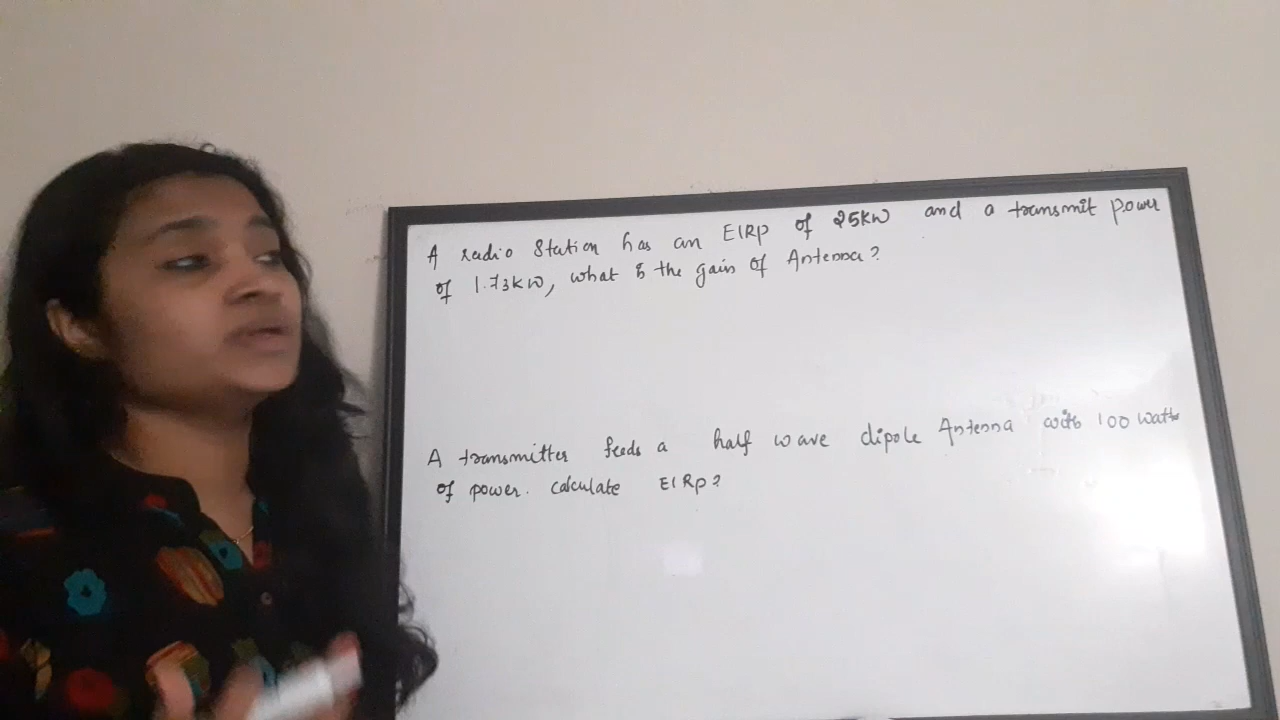 A radio Station has an EIRP of 25KW and a transmit power
of 1.73KW, what is the gain of Antenna?
A transmitter feeds a half wave dipole Antenna with 100 watts
of power. calculate EIRP?